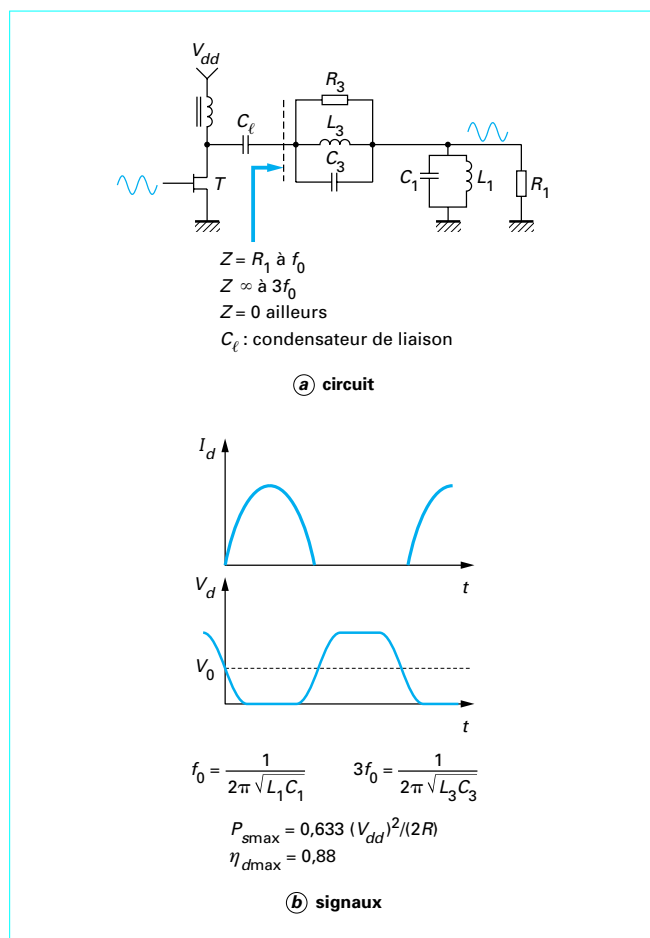 V_dd
R_3
L_3
C_3
C_ℓ
T
C_1
L_1
R_1
Z = R_1 à f_0
Z ∞ à 3f_0
Z = 0 ailleurs
C_ℓ : condensateur de liaison
a circuit
I_d
t
V_d
V_0
t
f_0 = 1/(2π√(L_1C_1))    3f_0 = 1/(2π√(L_3C_3))
P_smax = 0,633 (V_dd)²/(2R)
η_dmax = 0,88
b signaux